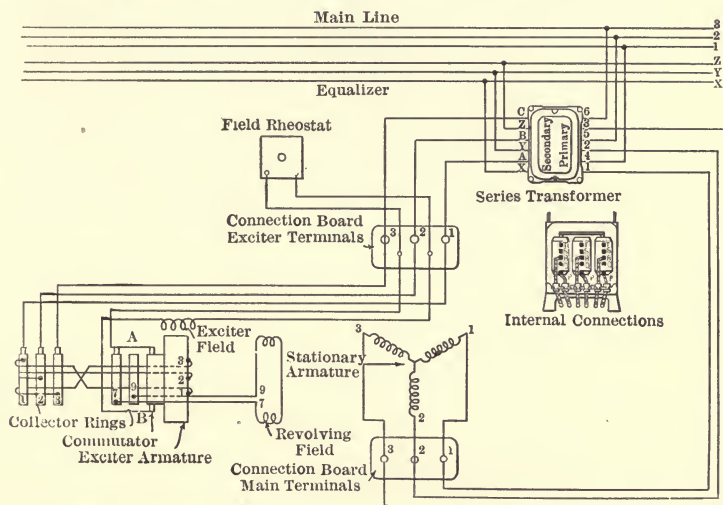 Main Line
3
2
1
Z
Y
X
Equalizer
Field Rheostat
C
Z
B
Y
A
X
Secondary
Primary
6
3
5
2
4
1
Series Transformer
Connection Board
Exciter Terminals
3
2
1
Internal Connections
Exciter
Field
A
3
2
1
1
2
3
7
9
B
Collector Rings
Commutator
Exciter Armature
9
7
Revolving
Field
Stationary
Armature
3
1
2
Connection Board
Main Terminals
3
2
1